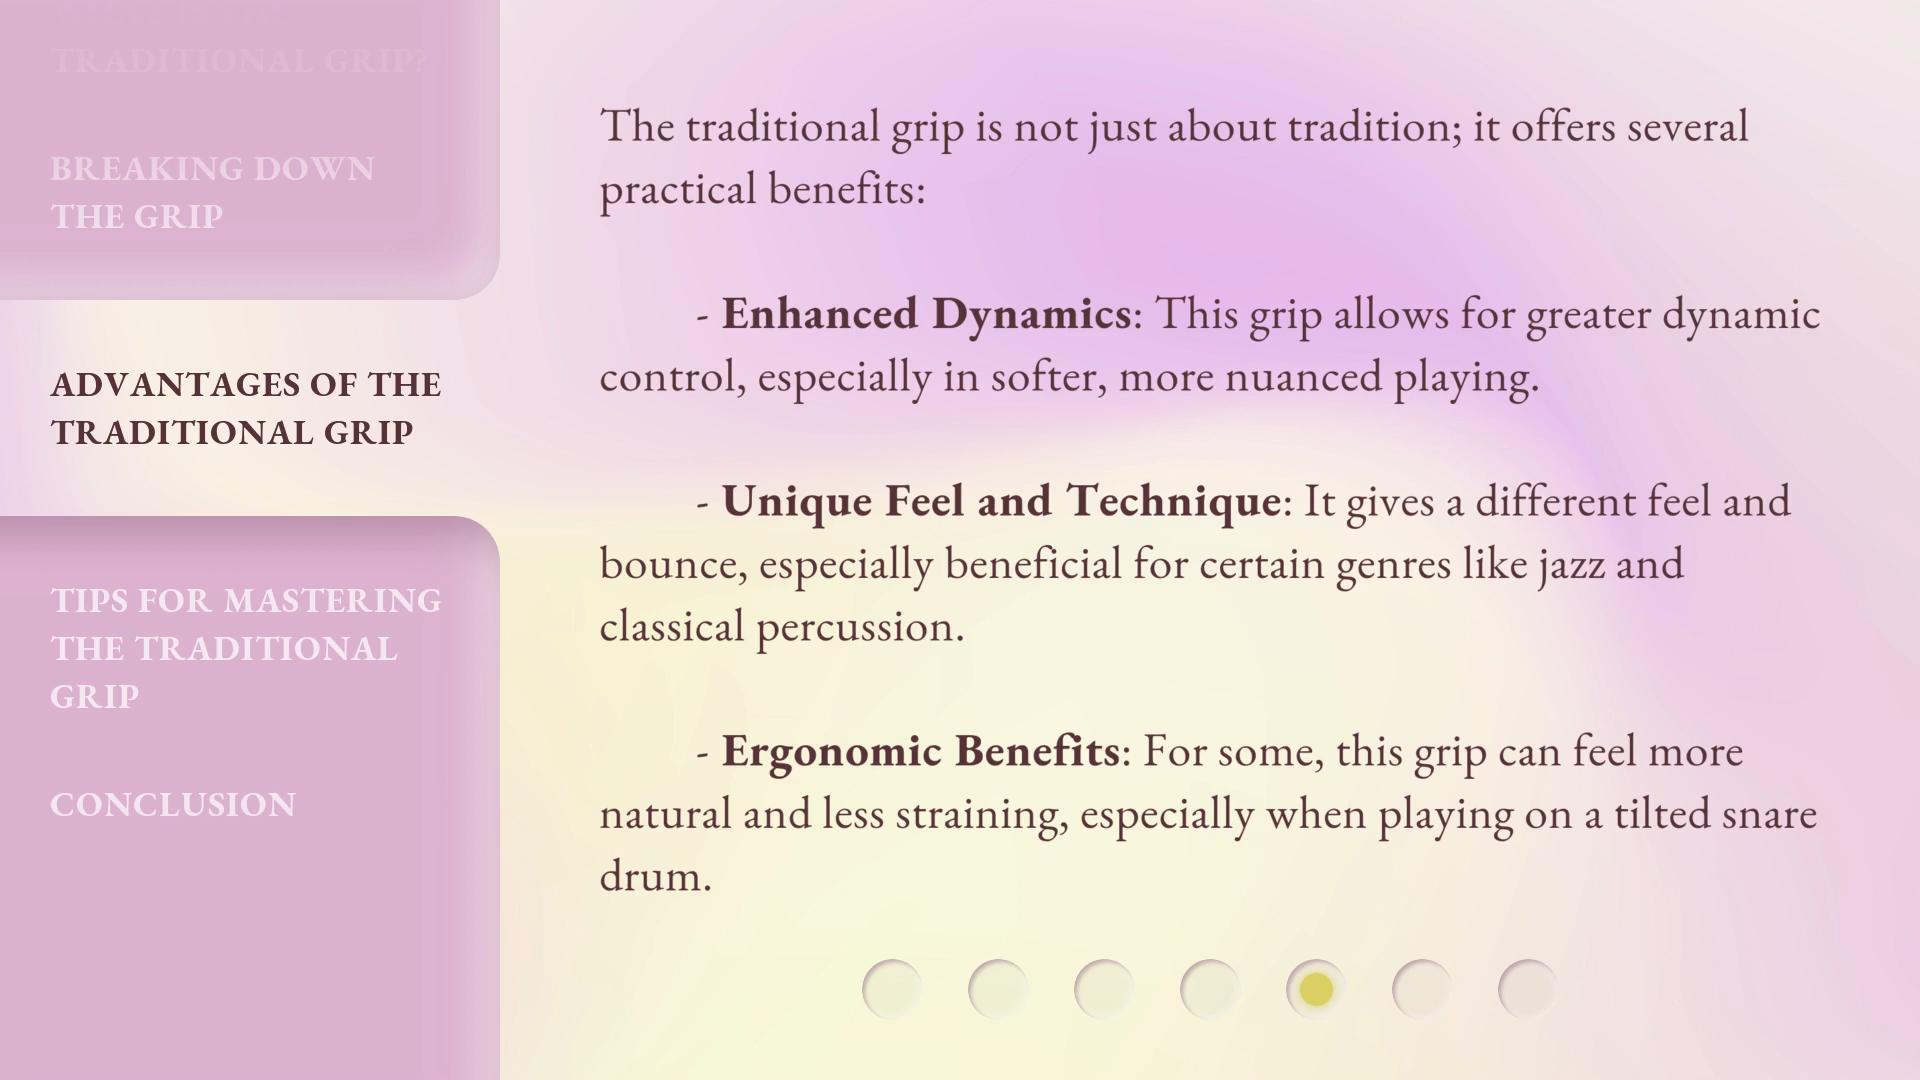 TRADITIONAL GRIP?
BREAKING DOWN
THE GRIP
ADVANTAGES OF THE
TRADITIONAL GRIP
TIPS FOR MASTERING
THE TRADITIONAL
GRIP
CONCLUSION
The traditional grip is not just about tradition; it offers several
practical benefits:
- Enhanced Dynamics: This grip allows for greater dynamic
control, especially in softer, more nuanced playing.
- Unique Feel and Technique: It gives a different feel and
bounce, especially beneficial for certain genres like jazz and
classical percussion.
- Ergonomic Benefits: For some, this grip can feel more
natural and less straining, especially when playing on a tilted snare
drum.